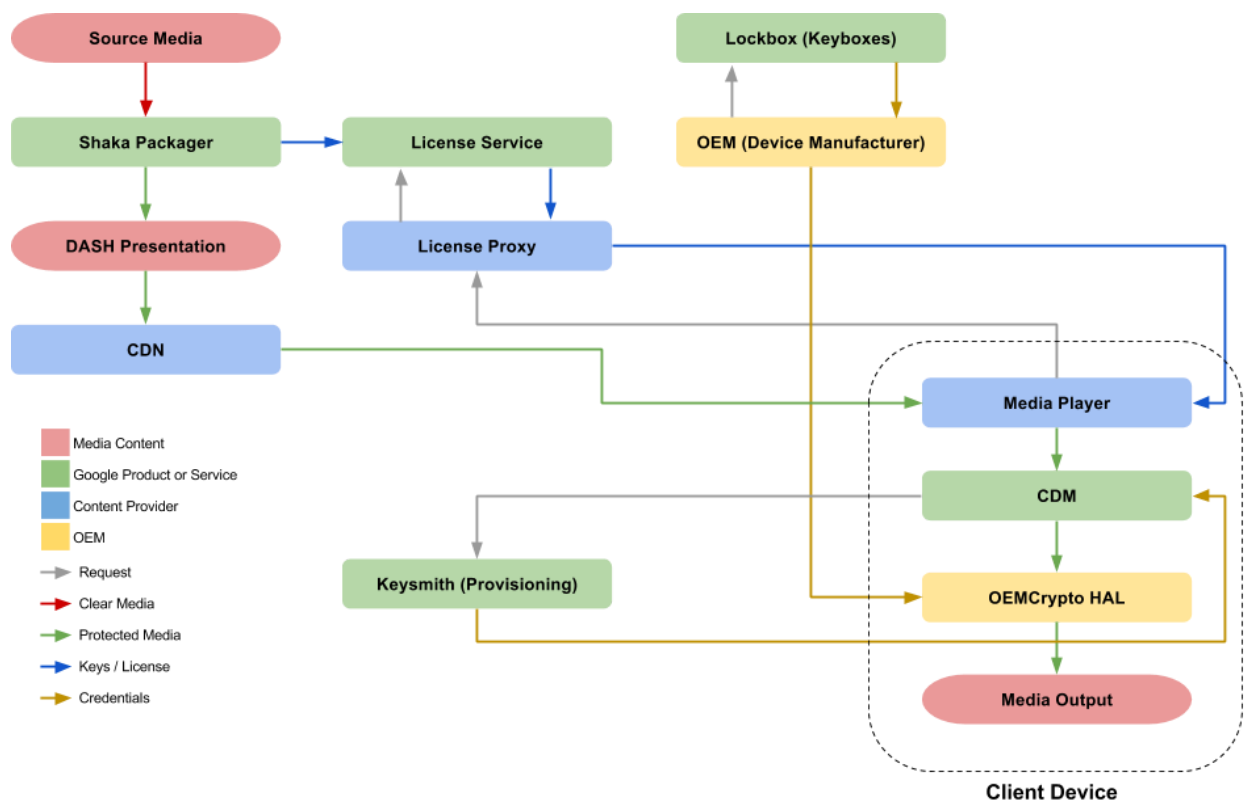 Source Media
Lockbox (Keyboxes)
Shaka Packager
License Service
OEM (Device Manufacturer)
DASH Presentation
License Proxy
CDN
Media Player
Media Content
Google Product or Service
Content Provider
OEM
Request
Clear Media
Protected Media
Keys / License
Credentials
CDM
Keysmith (Provisioning)
OEMCrypto HAL
Media Output
Client Device